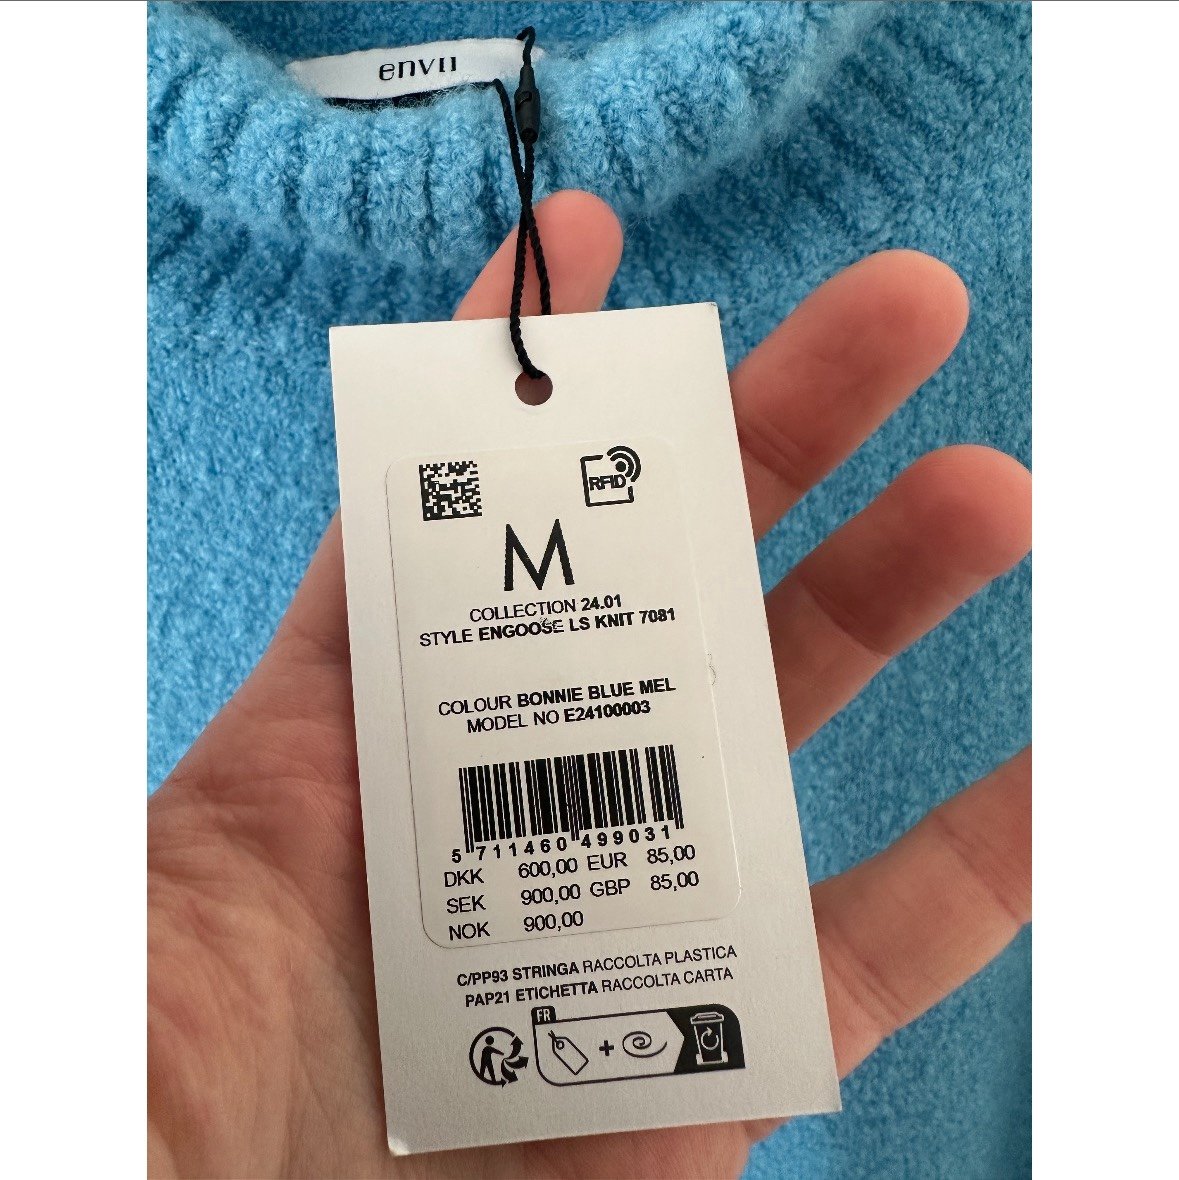 envii
RFID
M
COLLECTION 24.01
STYLE ENGOOSE LS KNIT 7081
COLOUR BONNIE BLUE MEL
MODEL NO E24100003
5 711460 499031
DKK 600,00 EUR 85,00
SEK 900,00 GBP 85,00
NOK 900,00
C/PP93 STRINGA RACCOLTA PLASTICA
PAP21 ETICHETTA RACCOLTA CARTA
FR
+